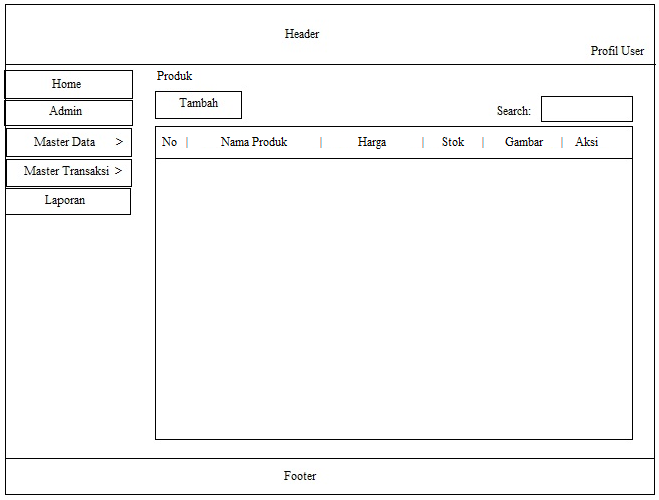 Header
Profil User
Home
Admin
Master Data >
Master Transaksi >
Laporan
Produk
Tambah
Search:
No | Nama Produk | Harga | Stok | Gambar | Aksi
Footer